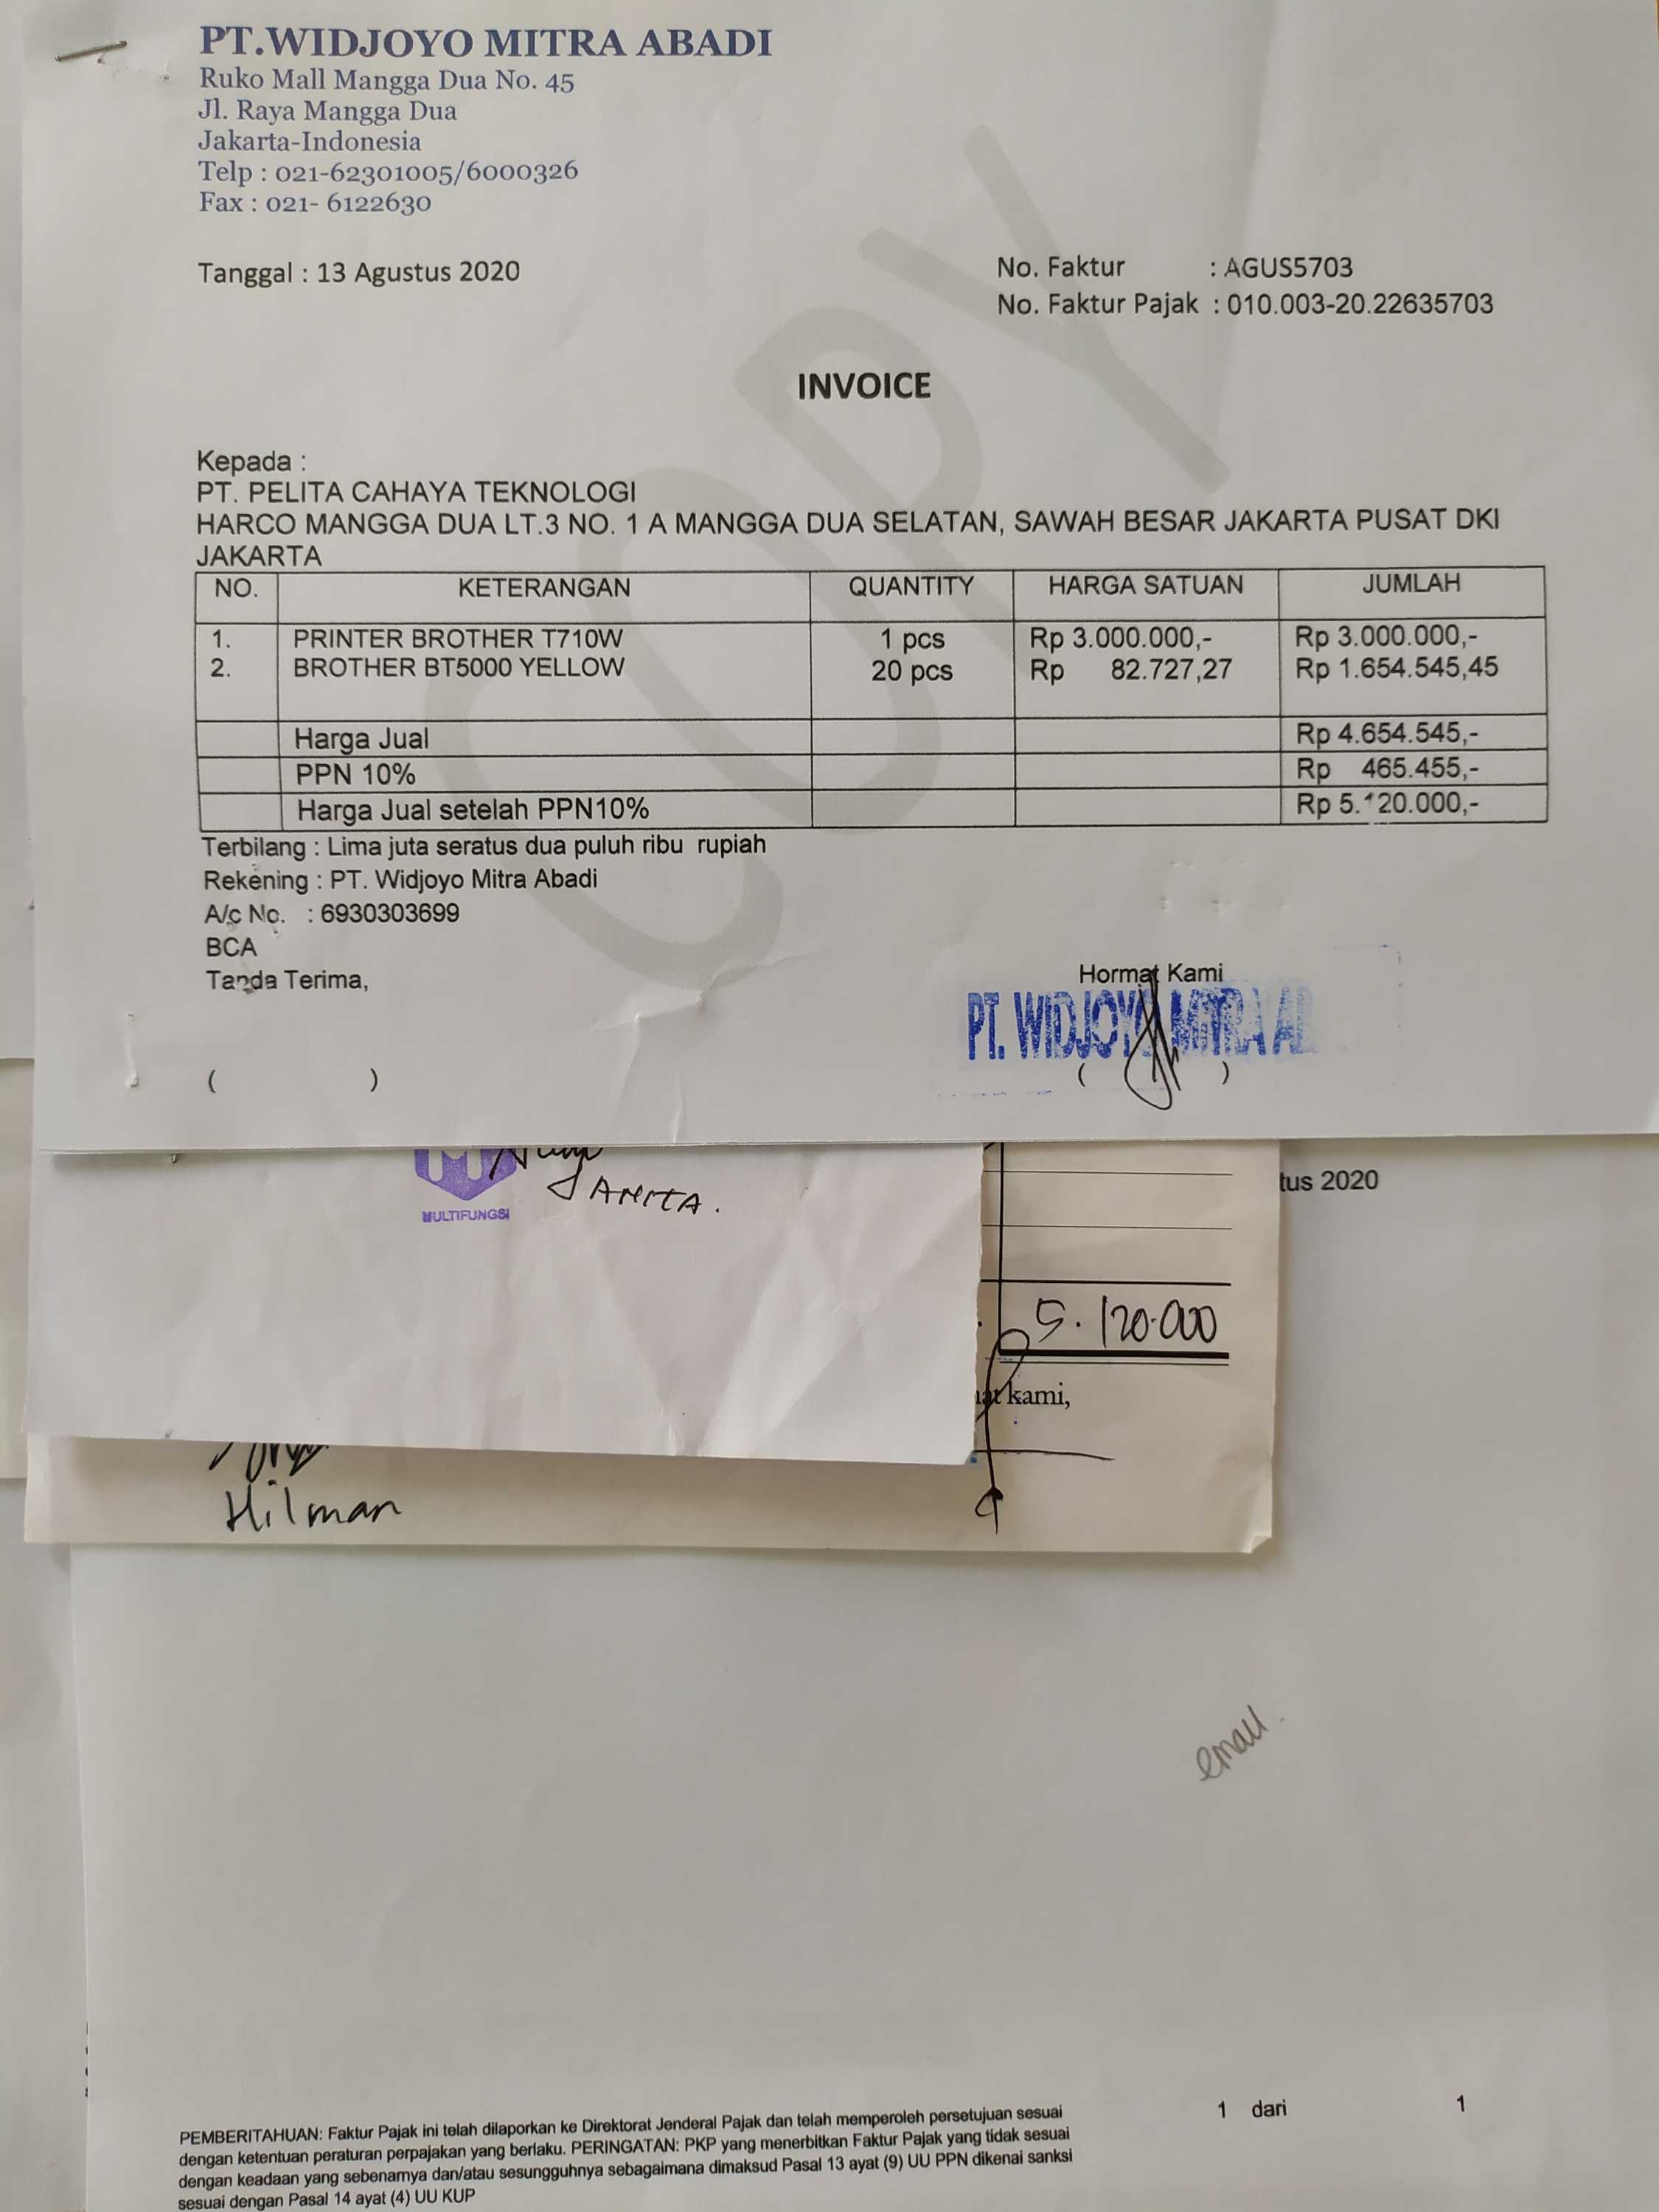 PT.WIDJOYO MITRA ABADI
Ruko Mall Mangga Dua No. 45
Jl. Raya Mangga Dua
Jakarta-Indonesia
Telp : 021-62301005/6000326
Fax : 021- 6122630
Tanggal : 13 Agustus 2020
No. Faktur : AGUS5703
No. Faktur Pajak : 010.003-20.22635703
COPY
INVOICE
Kepada :
PT. PELITA CAHAYA TEKNOLOGI
HARCO MANGGA DUA LT.3 NO. 1 A MANGGA DUA SELATAN, SAWAH BESAR JAKARTA PUSAT DKI
JAKARTA
NO. KETERANGAN QUANTITY HARGA SATUAN JUMLAH
1. PRINTER BROTHER T710W 1 pcs Rp 3.000.000,- Rp 3.000.000,-
2. BROTHER BT5000 YELLOW 20 pcs Rp 82.727,27 Rp 1.654.545,45
Harga Jual Rp 4.654.545,-
PPN 10% Rp 465.455,-
Harga Jual setelah PPN10% Rp 5.120.000,-
Terbilang : Lima juta seratus dua puluh ribu rupiah
Rekening : PT. Widjoyo Mitra Abadi
A/c No. : 6930303699
BCA
Tanda Terima,
Hormat Kami
PT. WIDJOYO MITRA AB
( )
( )
tus 2020
MULTIFUNGSI
5.120.000
at kami,
Hilman
email.
PEMBERITAHUAN: Faktur Pajak ini telah dilaporkan ke Direktorat Jenderal Pajak dan telah memperoleh persetujuan sesuai
dengan ketentuan peraturan perpajakan yang berlaku. PERINGATAN: PKP yang menerbitkan Faktur Pajak yang tidak sesuai
dengan keadaan yang sebenarnya dan/atau sesungguhnya sebagaimana dimaksud Pasal 13 ayat (9) UU PPN dikenai sanksi
sesuai dengan Pasal 14 ayat (4) UU KUP
1 dari 1